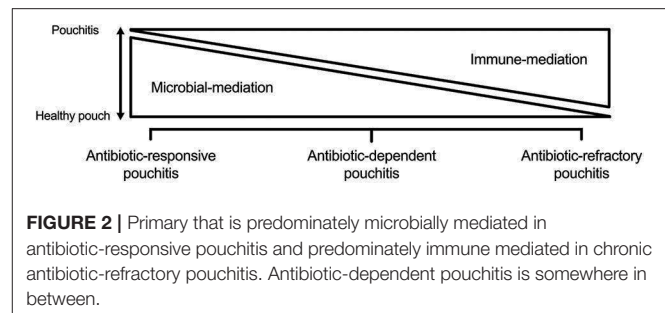 Pouchitis
Immune-mediation
Microbial-mediation
Healthy pouch
Antibiotic-responsive
pouchitis
Antibiotic-dependent
pouchitis
Antibiotic-refractory
pouchitis
FIGURE 2 | Primary that is predominately microbially mediated in
antibiotic-responsive pouchitis and predominately immune mediated in chronic
antibiotic-refractory pouchitis. Antibiotic-dependent pouchitis is somewhere in
between.